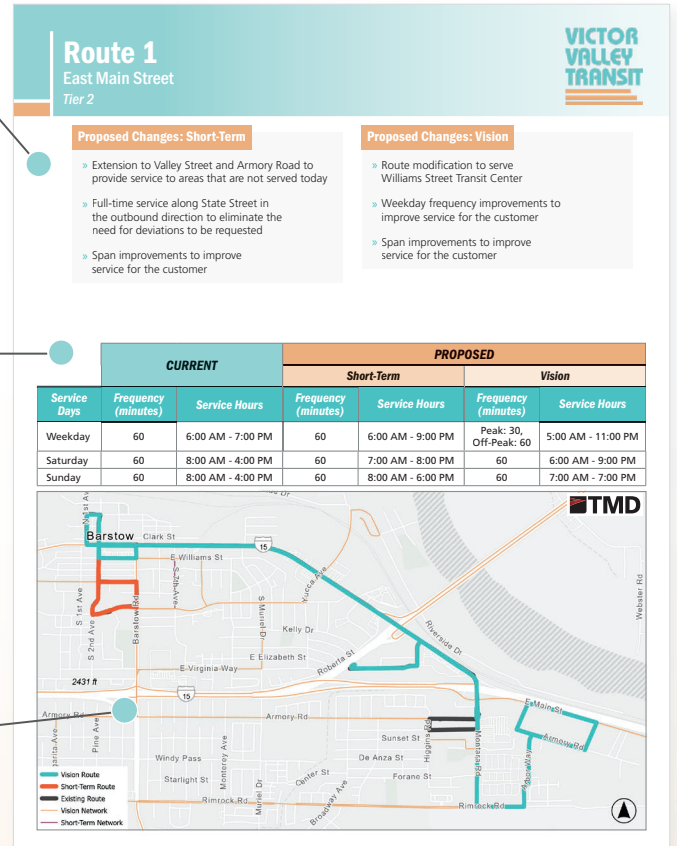 Route 1
East Main Street
Tier 2
VICTOR
VALLEY
TRANSIT
Proposed Changes: Short-Term
» Extension to Valley Street and Armory Road to
provide service to areas that are not served today
» Full-time service along State Street in
the outbound direction to eliminate the
need for deviations to be requested
» Span improvements to improve
service for the customer
Proposed Changes: Vision
» Route modification to serve
Williams Street Transit Center
» Weekday frequency improvements to
improve service for the customer
» Span improvements to improve
service for the customer
CURRENT
PROPOSED
Short-Term
Vision
Service
Days
Frequency
(minutes)
Service Hours
Frequency
(minutes)
Service Hours
Frequency
(minutes)
Service Hours
Weekday 60 6:00 AM - 7:00 PM 60 6:00 AM - 9:00 PM Peak: 30, 5:00 AM - 11:00 PM
Off-Peak: 60
Saturday 60 8:00 AM - 4:00 PM 60 7:00 AM - 8:00 PM 60 6:00 AM - 9:00 PM
Sunday 60 8:00 AM - 4:00 PM 60 8:00 AM - 6:00 PM 60 7:00 AM - 7:00 PM
TMD
N 1st Av
Barstow
Clark St
15
E Williams St
S 7th Ave
Yucca Ave
Webster Rd
S 1st Ave
S 2nd Ave
Barstow Rd
S Muriel Dr
Kelly Dr
Riverside Dr
E Elizabeth St
Roberta St
E Virginia Way
2431 ft
15
E Main St
Armory Rd
Armory Rd
Armory Rd
Higgins Rd
Montara Rd
Sunset St
Pine Ave
Windy Pass
Monterey Ave
De Anza St
Starlight St
Center St
Forane St
Muriel Dr
Broadway Ave
Rimrock Rd
Rimrock Rd
Vision Route
Short-Term Route
Existing Route
Vision Network
Short-Term Network